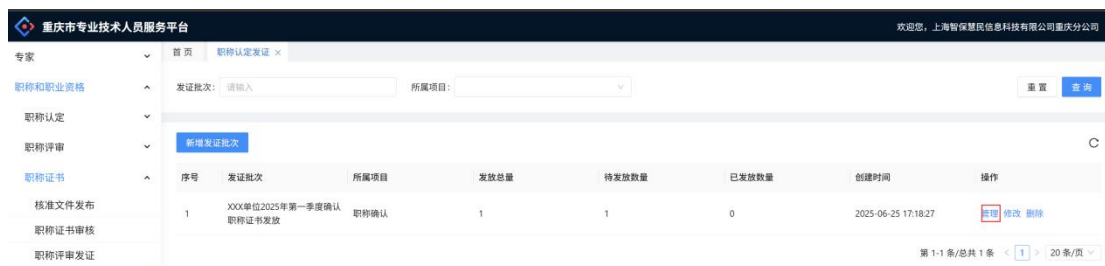 重庆市专业技术人员服务平台
欢迎您，上海智保慧民信息科技有限公司重庆分公司
专家
首页 职称认定发证 ×
职称和职业资格
发证批次： 请输入 所属项目： 重置 查询
职称认定
职称评审
新增发证批次
职称证书
序号 发证批次 所属项目 发放总量 待发放数量 已发放数量 创建时间 操作
核准文件发布
1 XXX单位2025年第一季度确认职称证书发放 职称确认 1 1 0 2025-06-25 17:18:27 管理 修改 删除
职称证书审核
职称评审发证
第 1-1 条/总共 1 条 < 1 > 20 条/页